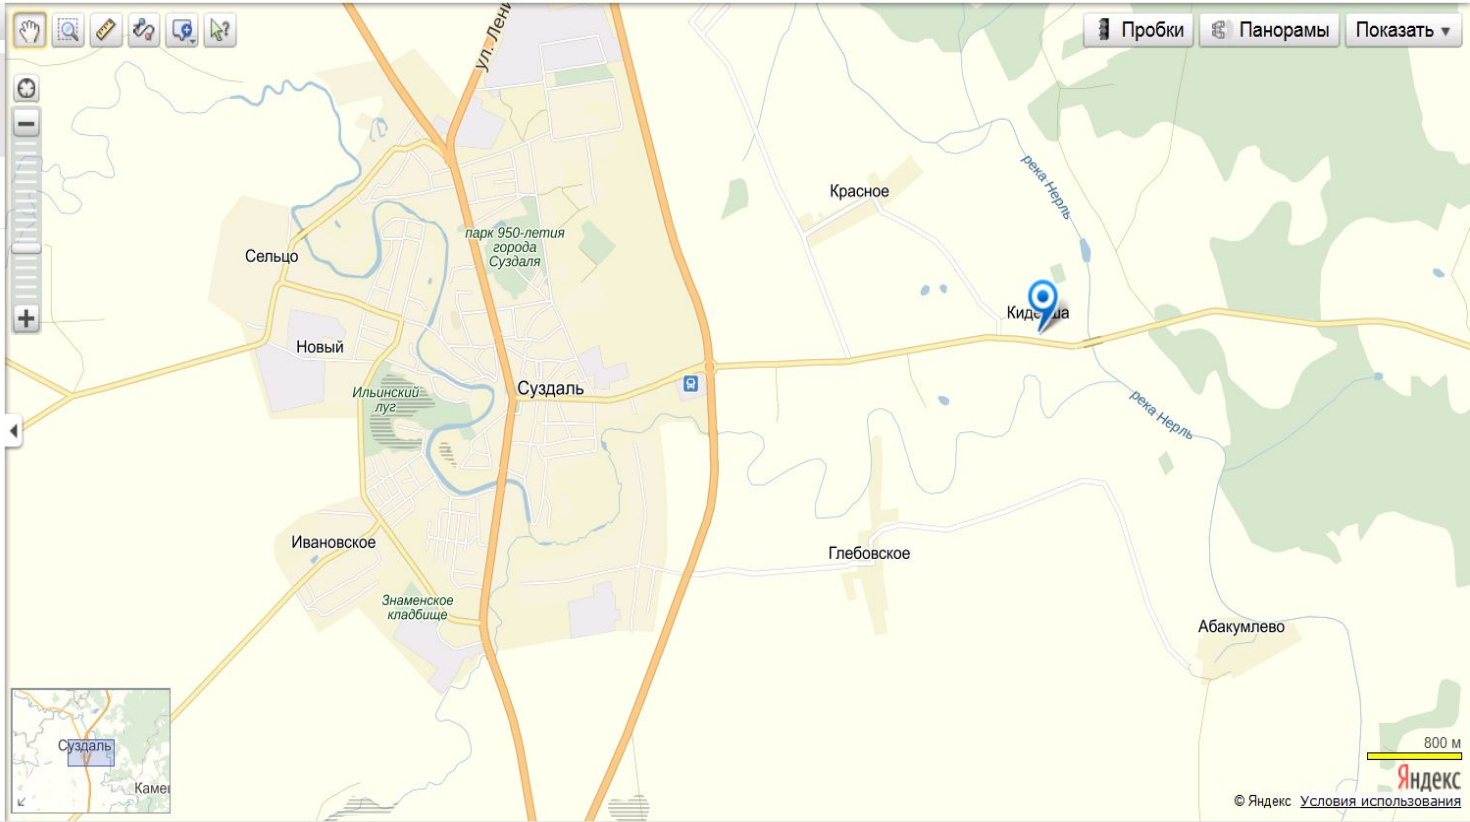 ул. Лени
Пробки
Панорамы
Показать
Красное
река Нерль
парк 950-летия
города
Суздаля
Сельцо
Новый
Ильинский
луг
Суздаль
река Нерль
Ивановское
Глебовское
Знаменское
кладбище
Абакумлево
Суздаль
Камеш
800 м
Яндекс
© Яндекс Условия использования